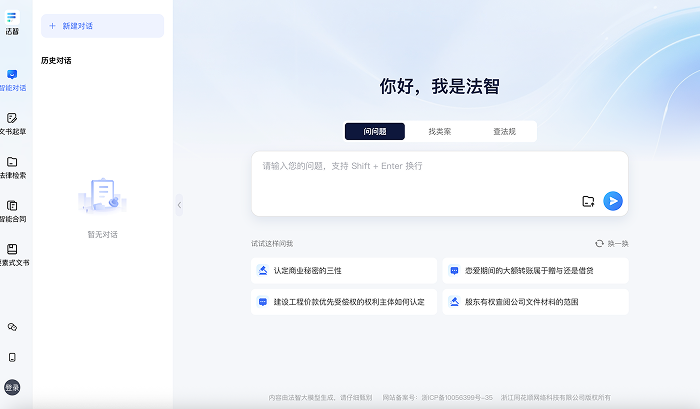 法智
智能对话
文书起草
法律检索
智能合同
要素式文书
登录
新建对话
历史对话
暂无对话
你好，我是法智
问问题 找类案 查法规
请输入您的问题，支持 Shift + Enter 换行
试试这样问我 换一换
认定商业秘密的三性 恋爱期间的大额转账属于赠与还是借贷
建设工程价款优先受偿权的权利主体如何认定 股东有权查阅公司文件材料的范围
内容由法智大模型生成，请仔细甄别 网站备案号：浙ICP备10056399号-35 浙江同花顺网络科技有限公司版权所有